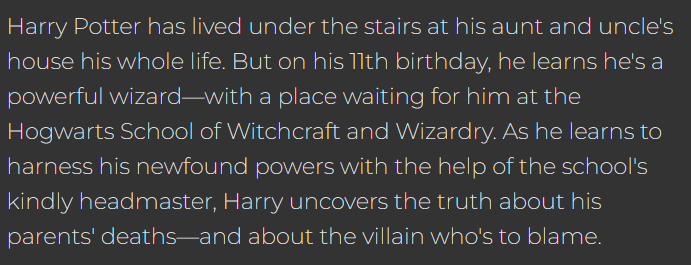 Harry Potter has lived under the stairs at his aunt and uncle's
house his whole life. But on his 11th birthday, he learns he's a
powerful wizard—with a place waiting for him at the
Hogwarts School of Witchcraft and Wizardry. As he learns to
harness his newfound powers with the help of the school's
kindly headmaster, Harry uncovers the truth about his
parents' deaths—and about the villain who's to blame.